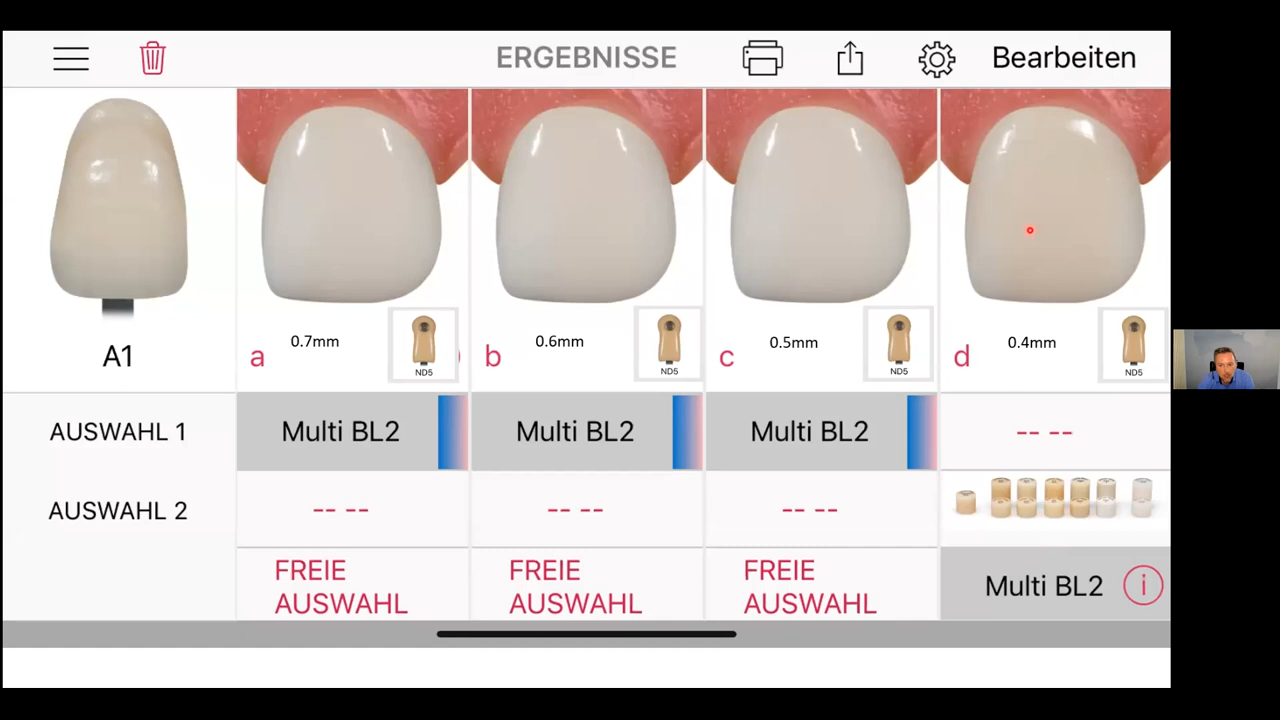 ERGEBNISSE
Bearbeiten
A1
a
0.7mm
ND5
b
0.6mm
ND5
c
0.5mm
ND5
d
0.4mm
ND5
AUSWAHL 1
Multi BL2
Multi BL2
Multi BL2
-- --
AUSWAHL 2
-- --
-- --
-- --
FREIE
AUSWAHL
FREIE
AUSWAHL
FREIE
AUSWAHL
Multi BL2
i